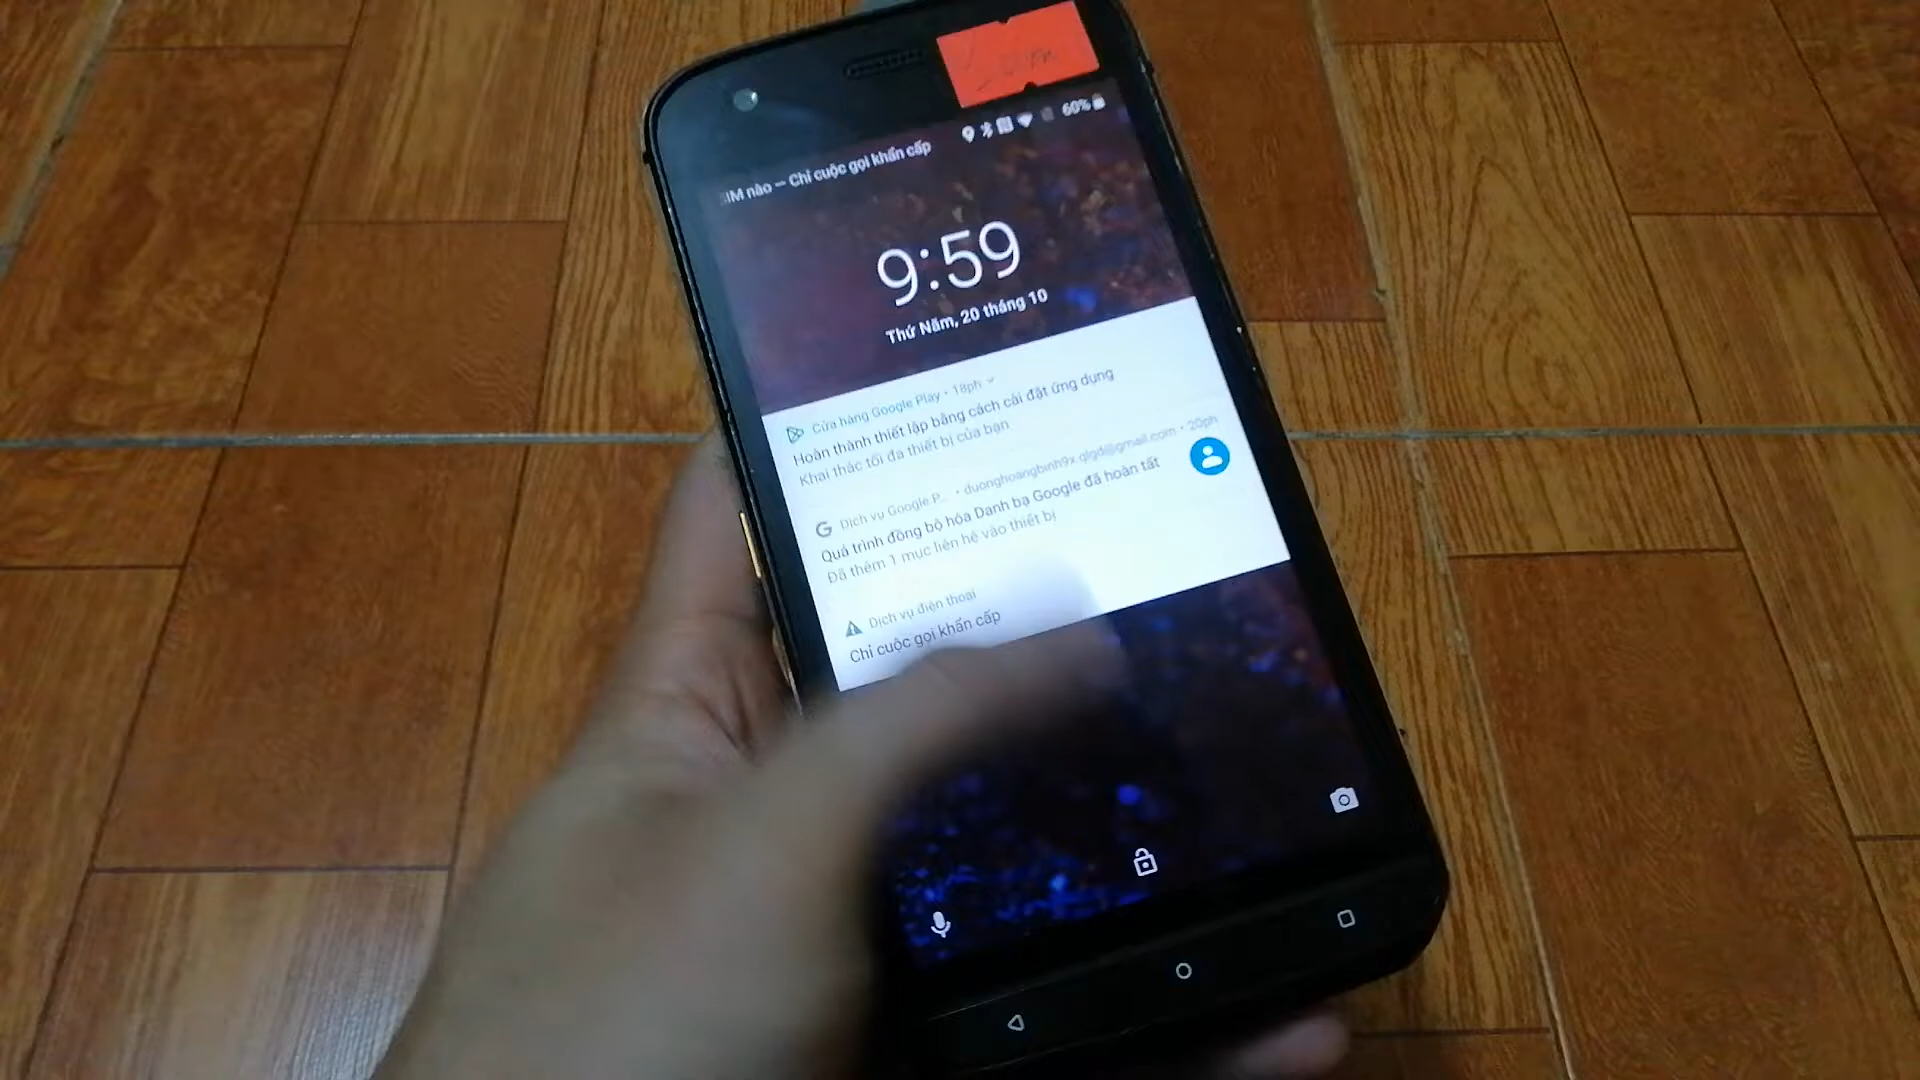 SIM nào – Chỉ cuộc gọi khẩn cấp
60%
9:59
Thứ Năm, 20 tháng 10
Cửa hàng Google Play • 18ph
Hoàn thành thiết lập bằng cách cài đặt ứng dụng
Khai thác tối đa thiết bị của bạn
Dịch vụ Google P... • duonghoangbinh9x.qlgd@gmail.com • 20ph
Quá trình đồng bộ hóa Danh bạ Google đã hoàn tất
Đã thêm 1 mục liên hệ vào thiết bị
Dịch vụ điện thoại
Chỉ cuộc gọi khẩn cấp